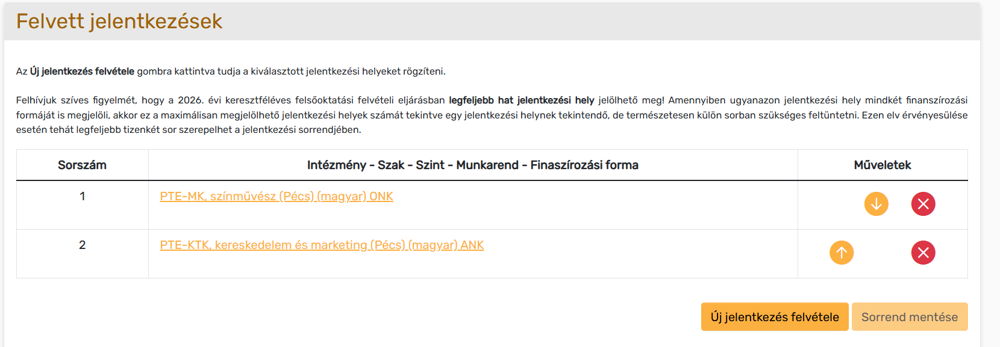 Felvett jelentkezések
Az Új jelentkezés felvétele gombra kattintva tudja a kiválasztott jelentkezési helyeket rögzíteni.
Felhívjuk szíves figyelmét, hogy a 2026. évi keresztféléves felsőoktatási felvételi eljárásban legfeljebb hat jelentkezési hely jelölhető meg! Amennyiben ugyanazon jelentkezési hely mindkét finanszírozási
formáját is megjelöli, akkor ez a maximálisan megjelölhető jelentkezési helyek számát tekintve egy jelentkezési helynek tekintendő, de természetesen külön sorban szükséges feltüntetni. Ezen elv érvényesülése
esetén tehát legfeljebb tizenkét sor szerepelhet a jelentkezési sorrendjében.
Sorszám Intézmény - Szak - Szint - Munkarend - Finaszírozási forma Műveletek
1 PTE-MK, színművész (Pécs) (magyar) ONK
2 PTE-KTK, kereskedelem és marketing (Pécs) (magyar) ANK
Új jelentkezés felvétele Sorrend mentése